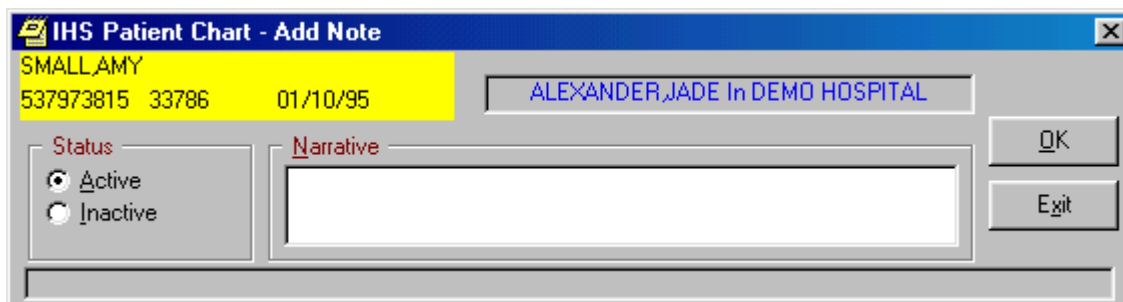 IHS Patient Chart - Add Note
SMALL,AMY
537973815 33786 01/10/95
ALEXANDER,JADE In DEMO HOSPITAL
Status
Active
Inactive
Narrative
OK
Exit